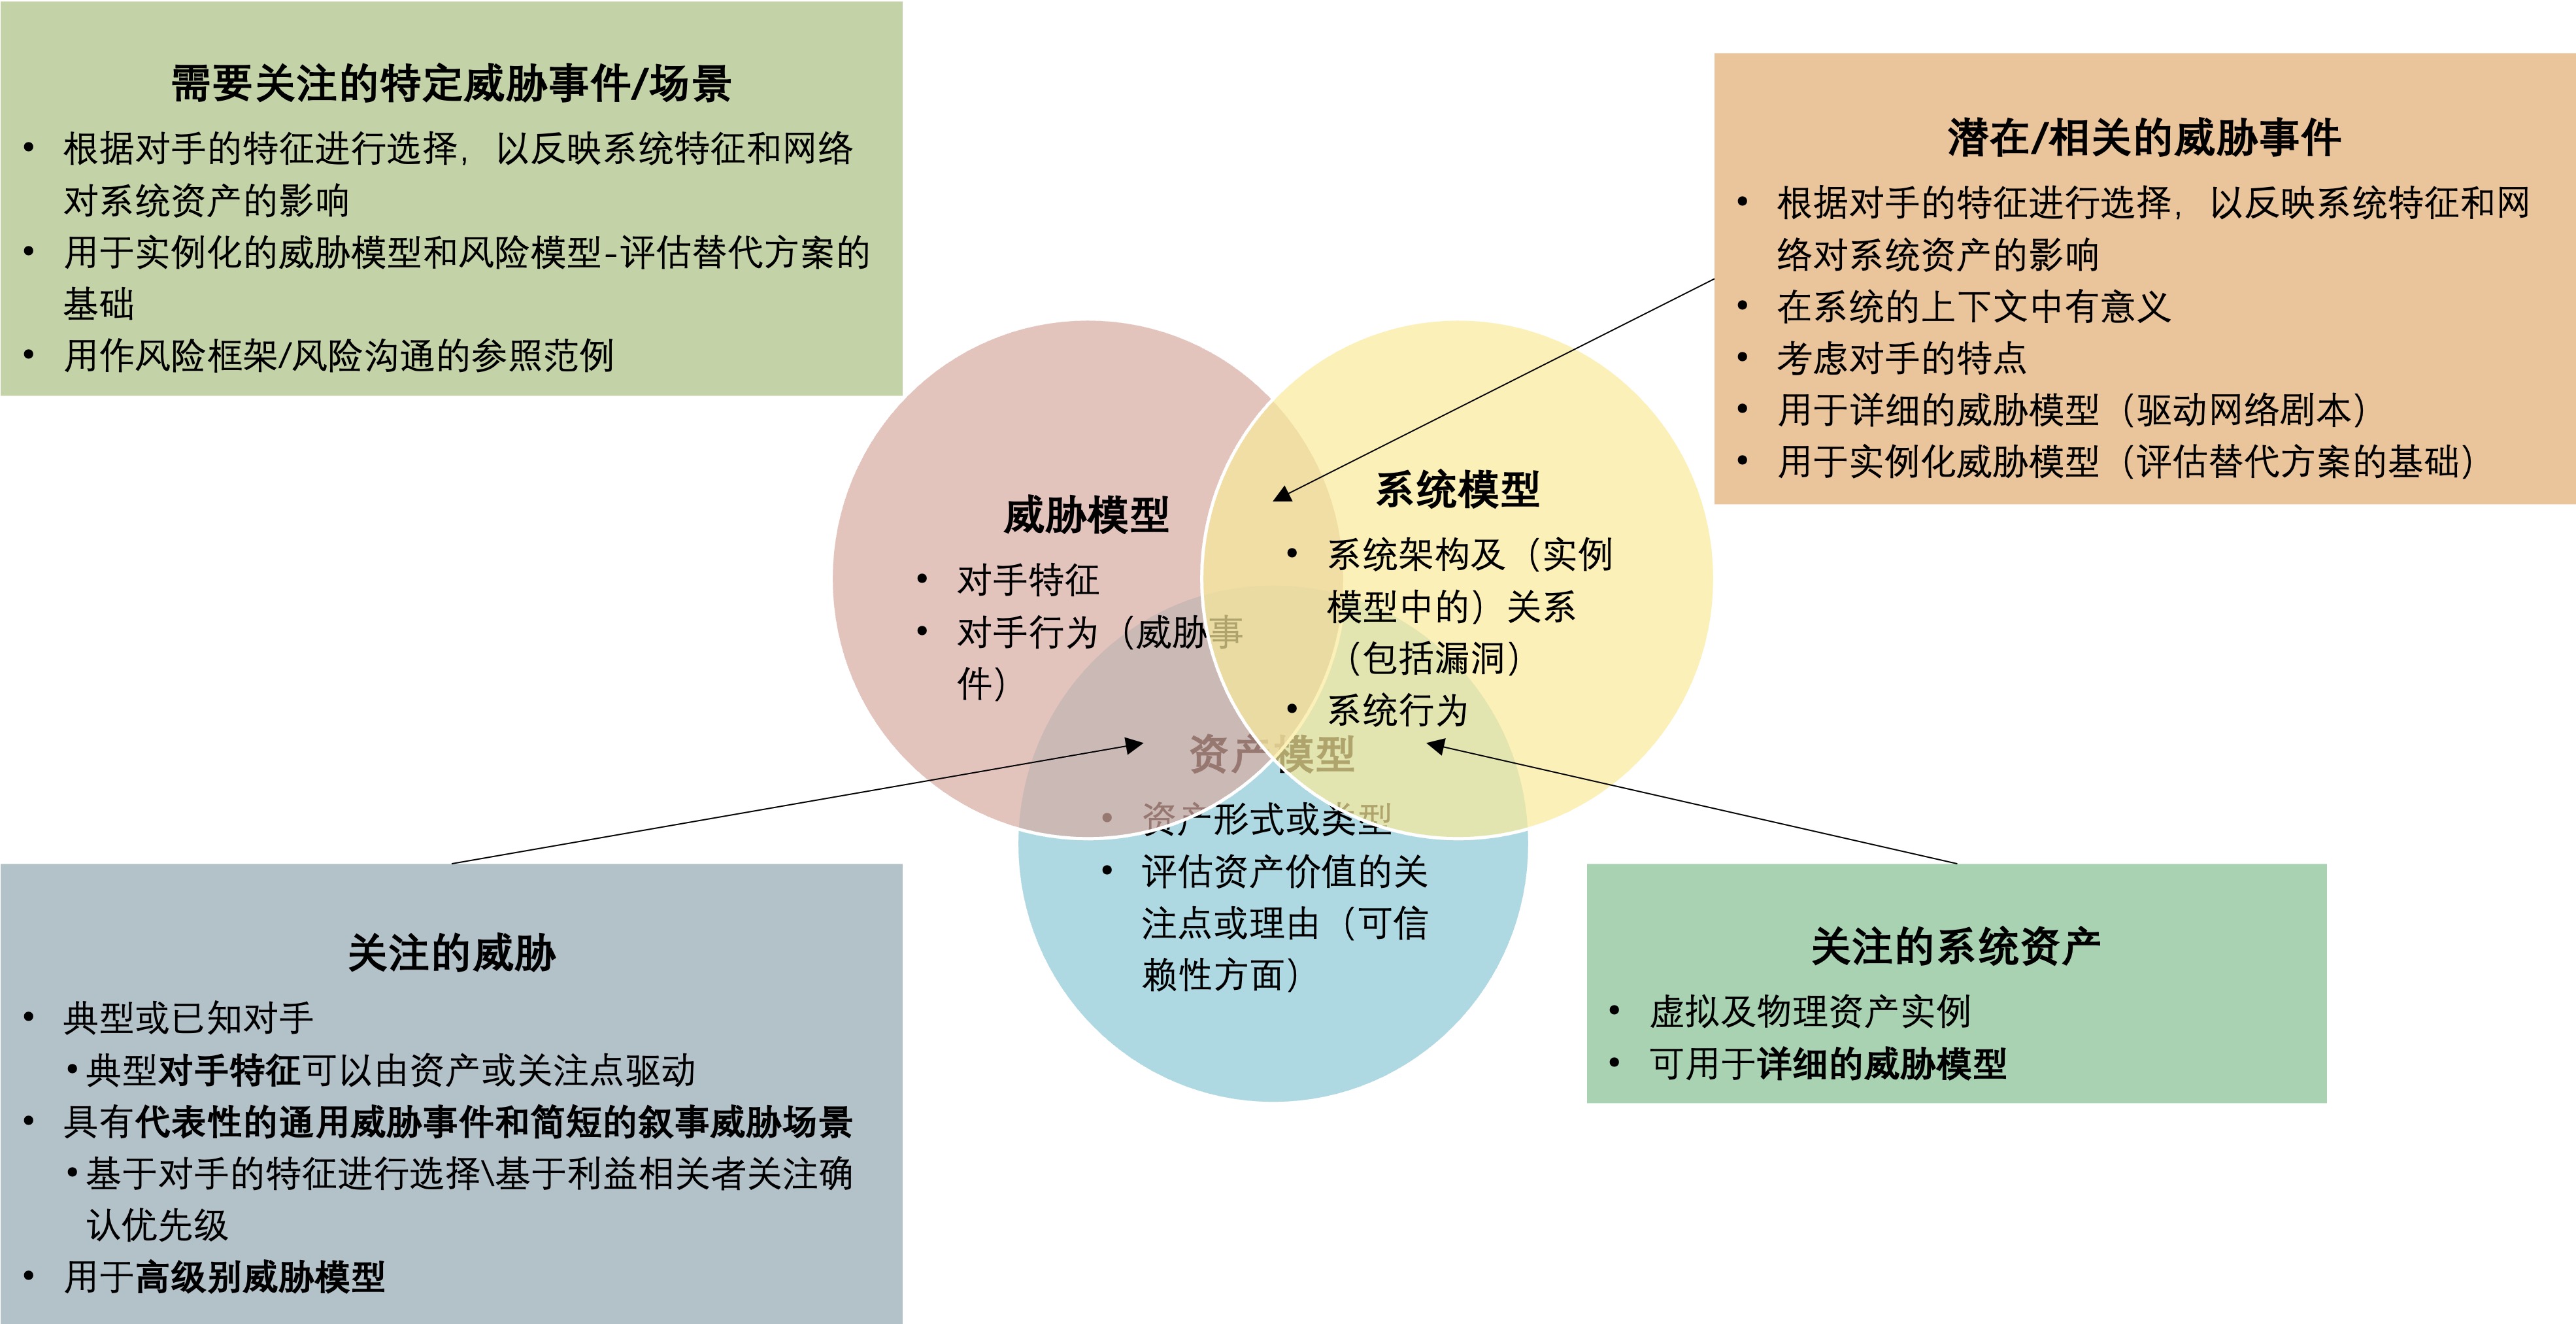 需要关注的特定威胁事件/场景
• 根据对手的特征进行选择，以反映系统特征和网络
对系统资产的影响
• 用于实例化的威胁模型和风险模型-评估替代方案的
基础
• 用作风险框架/风险沟通的参照范例
潜在/相关的威胁事件
• 根据对手的特征进行选择，以反映系统特征和网
络对系统资产的影响
• 在系统的上下文中有意义
• 考虑对手的特点
• 用于详细的威胁模型（驱动网络剧本）
• 用于实例化威胁模型（评估替代方案的基础）
威胁模型
• 对手特征
• 对手行为（威胁事
件）
系统模型
• 系统架构及（实例
模型中的）关系
（包括漏洞）
• 系统行为
资产模型
• 资产形式或类型
• 评估资产价值的关
注点或理由（可信
赖性方面）
关注的威胁
• 典型或已知对手
• 典型对手特征可以由资产或关注点驱动
• 具有代表性的通用威胁事件和简短的叙事威胁场景
• 基于对手的特征进行选择\基于利益相关者关注确
认优先级
• 用于高级别威胁模型
关注的系统资产
• 虚拟及物理资产实例
• 可用于详细的威胁模型